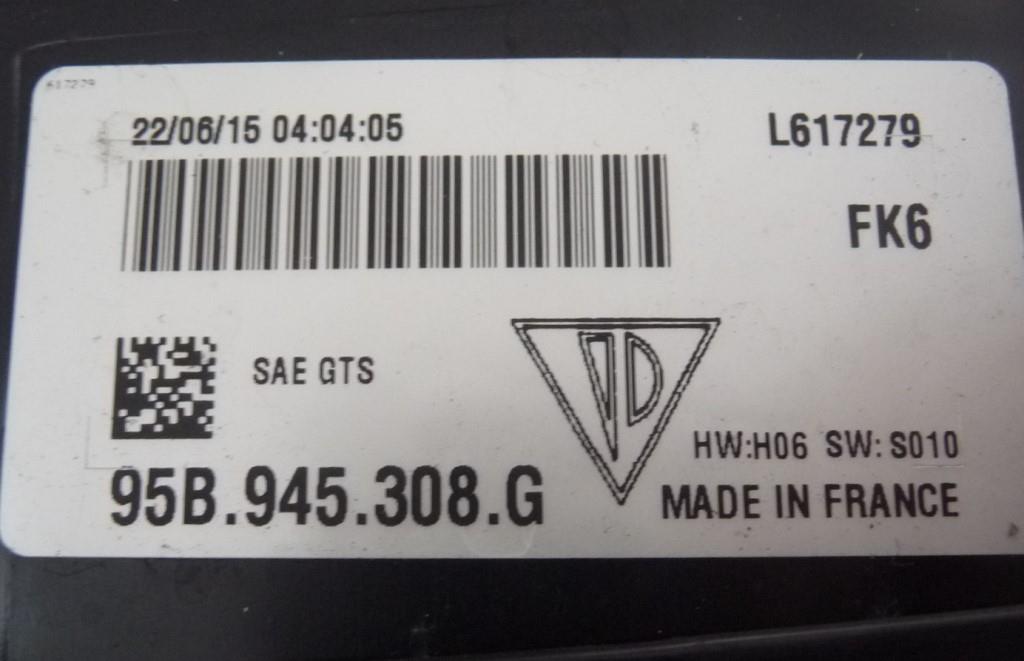 617279
22/06/15 04:04:05
L617279
FK6
SAE GTS
HW:H06 SW: S010
95B.945.308.G
MADE IN FRANCE